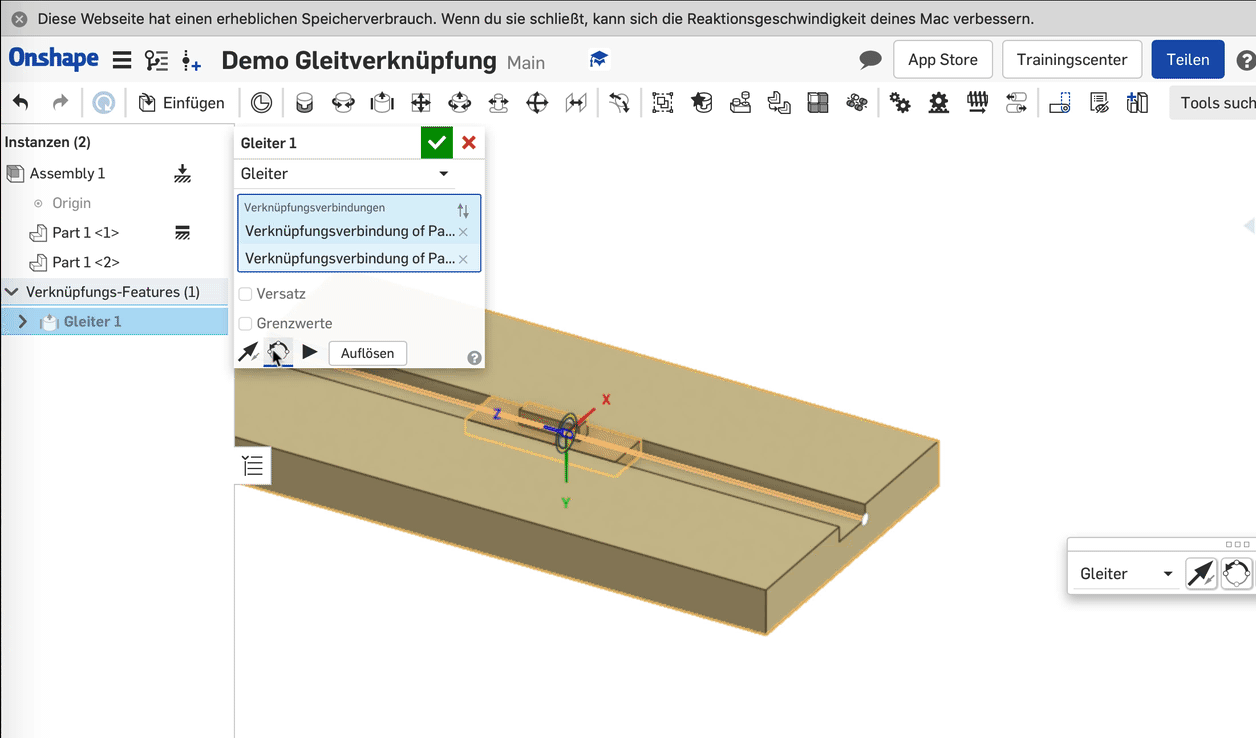 Diese Webseite hat einen erheblichen Speicherverbrauch. Wenn du sie schließt, kann sich die Reaktionsgeschwindigkeit deines Mac verbessern.
Onshape Demo Gleitverknüpfung Main App Store Trainingscenter Teilen ?
Einfügen Tools such
Instanzen (2)
Assembly 1
Origin
Part 1 <1>
Part 1 <2>
Verknüpfungs-Features (1)
Gleiter 1
Gleiter 1
Gleiter
Verknüpfungsverbindungen
Verknüpfungsverbindung of Pa...
Verknüpfungsverbindung of Pa...
Versatz
Grenzwerte
Auflösen ?
X
Z
Y
Gleiter